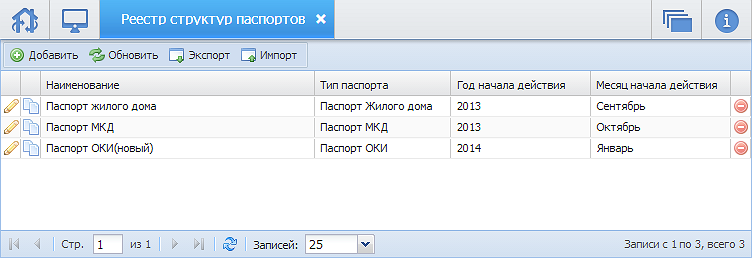 Реестр структур паспортов
Добавить Обновить Экспорт Импорт
Наименование Тип паспорта Год начала действия Месяц начала действия
Паспорт жилого дома Паспорт Жилого дома 2013 Сентябрь
Паспорт МКД Паспорт МКД 2013 Октябрь
Паспорт ОКИ(новый) Паспорт ОКИ 2014 Январь
Стр. 1 из 1 Записей: 25 Записи с 1 по 3, всего 3